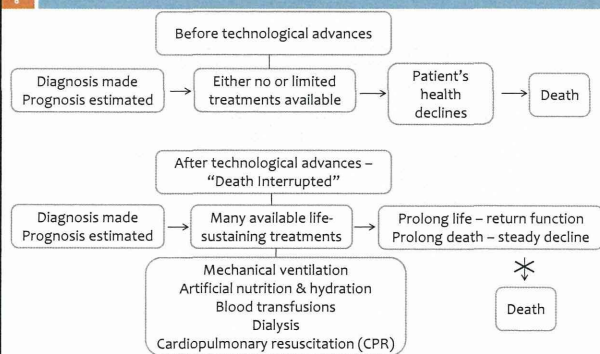 8
Before technological advances
Diagnosis made
Prognosis estimated
Either no or limited
treatments available
Patient's
health
declines
Death
After technological advances –
"Death Interrupted"
Diagnosis made
Prognosis estimated
Many available life-
sustaining treatments
Prolong life – return function
Prolong death – steady decline
Mechanical ventilation
Artificial nutrition & hydration
Blood transfusions
Dialysis
Cardiopulmonary resuscitation (CPR)
Death